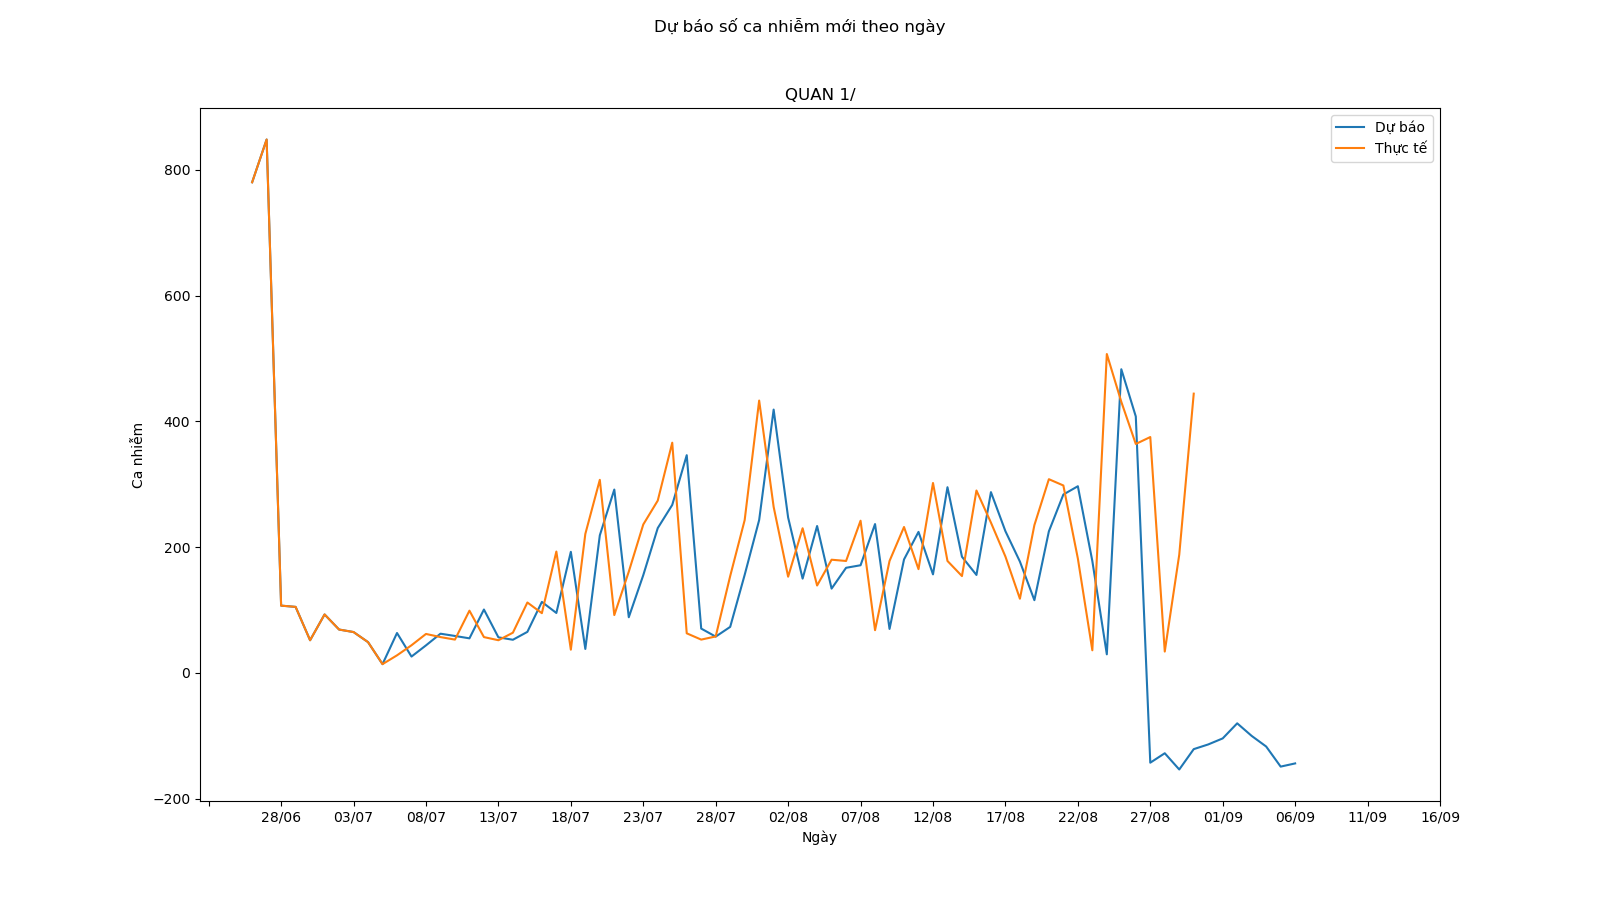 Dự báo số ca nhiễm mới theo ngày
QUAN 1/
Dự báo
Thực tế
800
600
400
200
0
−200
Ca nhiễm
28/06 03/07 08/07 13/07 18/07 23/07 28/07 02/08 07/08 12/08 17/08 22/08 27/08 01/09 06/09 11/09 16/09
Ngày